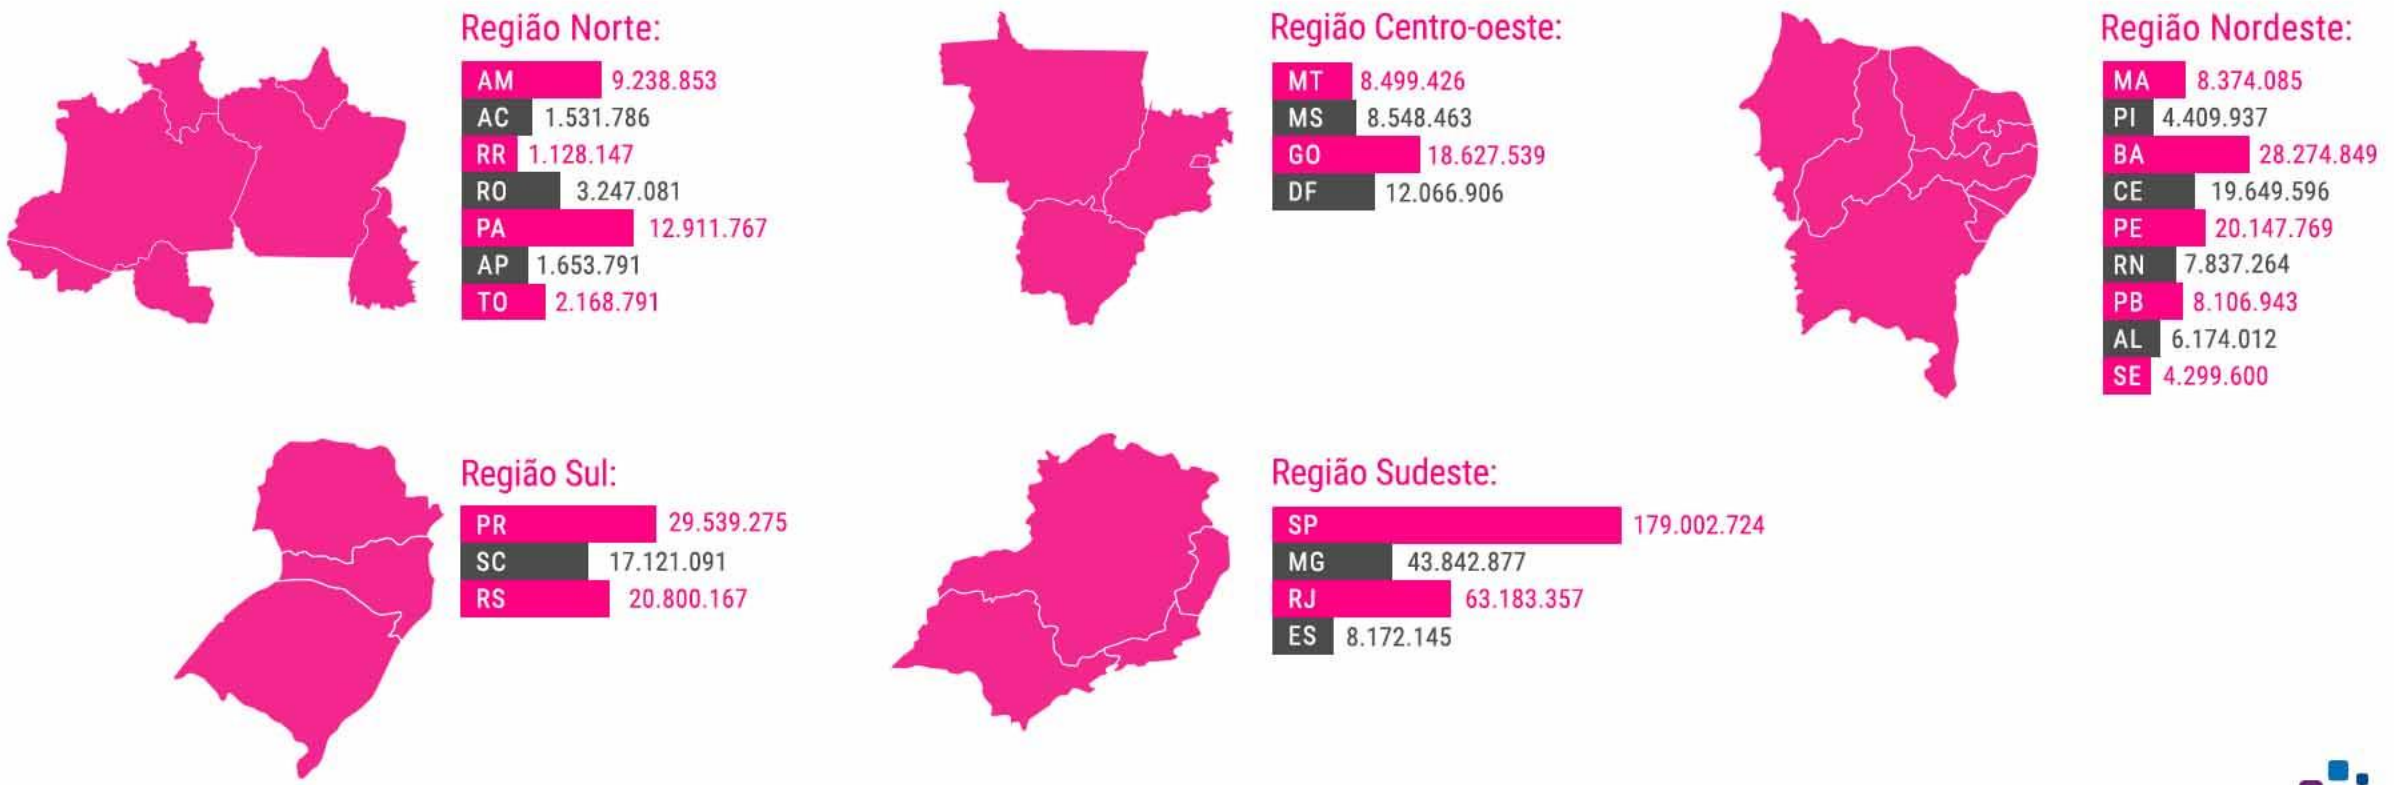 Região Norte:
AM 9.238.853
AC 1.531.786
RR 1.128.147
RO 3.247.081
PA 12.911.767
AP 1.653.791
TO 2.168.791
Região Centro-oeste:
MT 8.499.426
MS 8.548.463
GO 18.627.539
DF 12.066.906
Região Nordeste:
MA 8.374.085
PI 4.409.937
BA 28.274.849
CE 19.649.596
PE 20.147.769
RN 7.837.264
PB 8.106.943
AL 6.174.012
SE 4.299.600
Região Sul:
PR 29.539.275
SC 17.121.091
RS 20.800.167
Região Sudeste:
SP 179.002.724
MG 43.842.877
RJ 63.183.357
ES 8.172.145